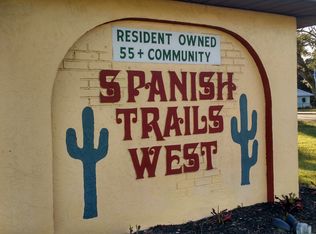 RESIDENT OWNED
55+ COMMUNITY
SPANISH
TRAILS
WEST